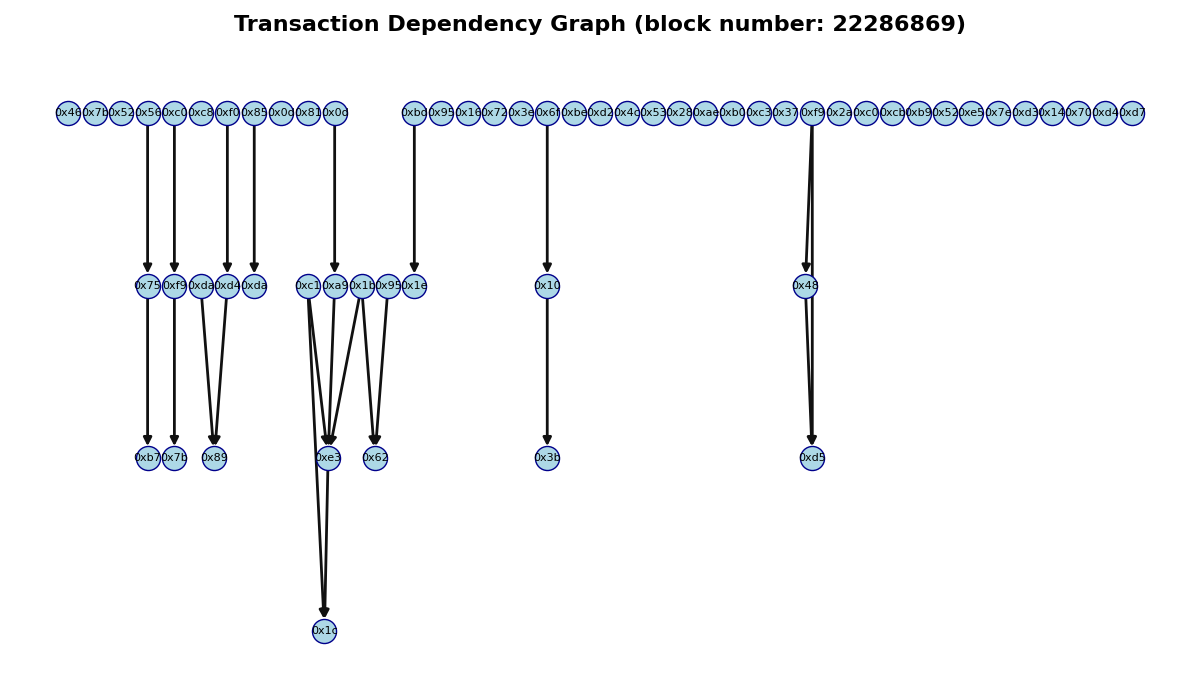 Transaction Dependency Graph (block number: 22286869)
0x46 0x7b 0x52 0x56 0xc0 0xc8 0xf0 0x85 0x0d 0x81 0x0d 0xbd 0x95 0x16 0x72 0x3e 0x6f 0xbe 0xd2 0x4c 0x53 0x28 0xae 0xb0 0xc3 0x37 0xf9 0x2a 0xc0 0xcb 0xb9 0x52 0xe5 0x7e 0xd3 0x14 0x70 0xd4 0xd7
0x75 0xf9 0xda 0xd4 0xda 0xc1 0xa9 0x1b 0x95 0x1e 0x10 0x48
0xb7 0x7b 0x89 0xe3 0x62 0x3b 0xd5
0x1c